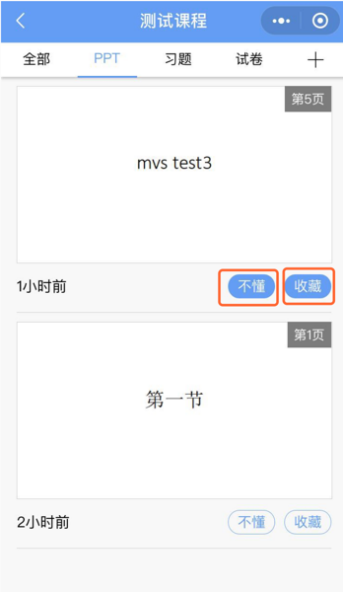 测试课程
全部 PPT 习题 试卷
第5页
mvs test3
1小时前 不懂 收藏
第1页
第一节
2小时前 不懂 收藏